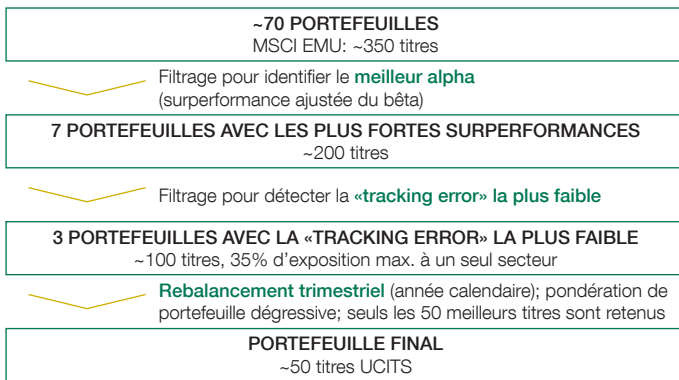 ~70 PORTEFEUILLES
MSCI EMU: ~350 titres
Filtrage pour identifier le meilleur alpha
(surperformance ajustée du bêta)
7 PORTEFEUILLES AVEC LES PLUS FORTES SURPERFORMANCES
~200 titres
Filtrage pour détecter la «tracking error» la plus faible
3 PORTEFEUILLES AVEC LA «TRACKING ERROR» LA PLUS FAIBLE
~100 titres, 35% d’exposition max. à un seul secteur
Rebalancement trimestriel (année calendaire); pondération de
portefeuille dégressive; seuls les 50 meilleurs titres sont retenus
PORTEFEUILLE FINAL
~50 titres UCITS